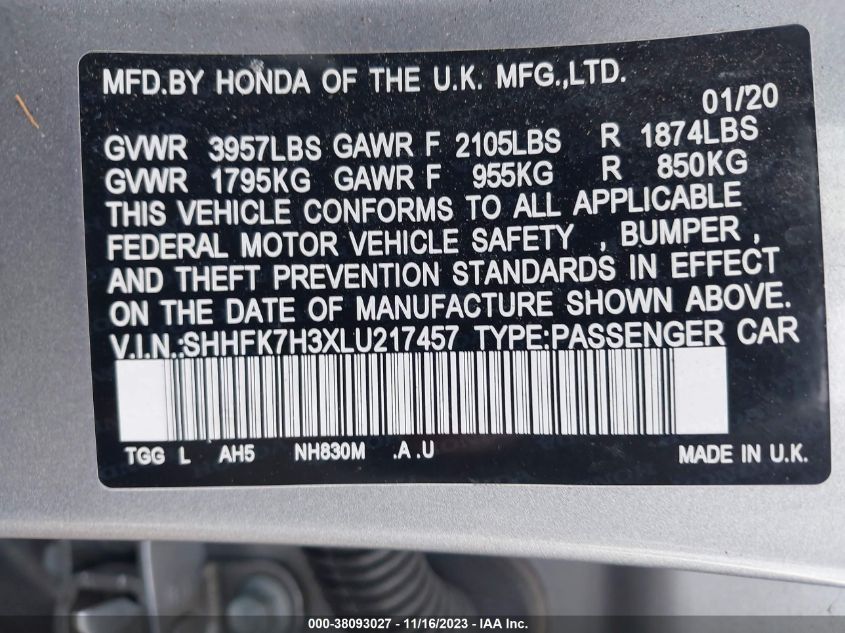 MFD.BY HONDA OF THE U.K. MFG.,LTD.
01/20
GVWR 3957LBS GAWR F 2105LBS R 1874LBS
GVWR 1795KG GAWR F 955KG R 850KG
THIS VEHICLE CONFORMS TO ALL APPLICABLE
FEDERAL MOTOR VEHICLE SAFETY , BUMPER ,
AND THEFT PREVENTION STANDARDS IN EFFECT
ON THE DATE OF MANUFACTURE SHOWN ABOVE.
V.I.N.:SHHFK7H3XLU217457 TYPE:PASSENGER CAR
TGG L AH5 NH830M .A .U MADE IN U.K.
000-38093027 - 11/16/2023 - IAA Inc.